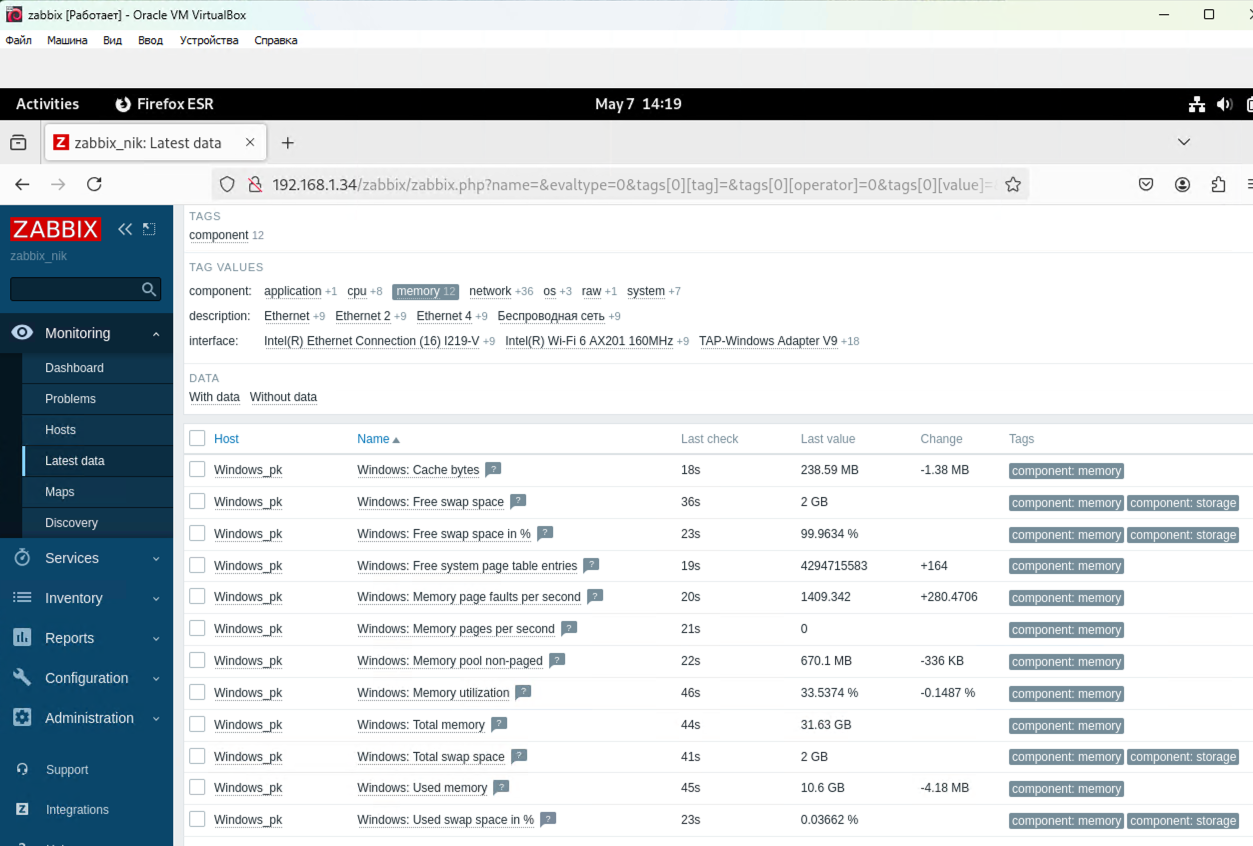 zabbix [Работает] - Oracle VM VirtualBox
Файл Машина Вид Ввод Устройства Справка
Activities Firefox ESR May 7 14:19
Z zabbix_nik: Latest data
192.168.1.34/zabbix/zabbix.php?name=&evaltype=0&tags[0][tag]=&tags[0][operator]=0&tags[0][value]=
ZABBIX
zabbix_nik
Monitoring
Dashboard
Problems
Hosts
Latest data
Maps
Discovery
Services
Inventory
Reports
Configuration
Administration
Support
Z Integrations
TAGS
component 12
TAG VALUES
component: application +1 cpu +8 memory 12 network +36 os +3 raw +1 system +7
description: Ethernet +9 Ethernet 2 +9 Ethernet 4 +9 Беспроводная сеть +9
interface: Intel(R) Ethernet Connection (16) I219-V +9 Intel(R) Wi-Fi 6 AX201 160MHz +9 TAP-Windows Adapter V9 +18
DATA
With data Without data
Host Name Last check Last value Change Tags
Windows_pk Windows: Cache bytes ? 18s 238.59 MB -1.38 MB component: memory
Windows_pk Windows: Free swap space ? 36s 2 GB component: memory component: storage
Windows_pk Windows: Free swap space in % ? 23s 99.9634 % component: memory component: storage
Windows_pk Windows: Free system page table entries ? 19s 4294715583 +164 component: memory
Windows_pk Windows: Memory page faults per second ? 20s 1409.342 +280.4706 component: memory
Windows_pk Windows: Memory pages per second ? 21s 0 component: memory
Windows_pk Windows: Memory pool non-paged ? 22s 670.1 MB -336 KB component: memory
Windows_pk Windows: Memory utilization ? 46s 33.5374 % -0.1487 % component: memory
Windows_pk Windows: Total memory ? 44s 31.63 GB component: memory
Windows_pk Windows: Total swap space ? 41s 2 GB component: memory component: storage
Windows_pk Windows: Used memory ? 45s 10.6 GB -4.18 MB component: memory
Windows_pk Windows: Used swap space in % ? 23s 0.03662 % component: memory component: storage